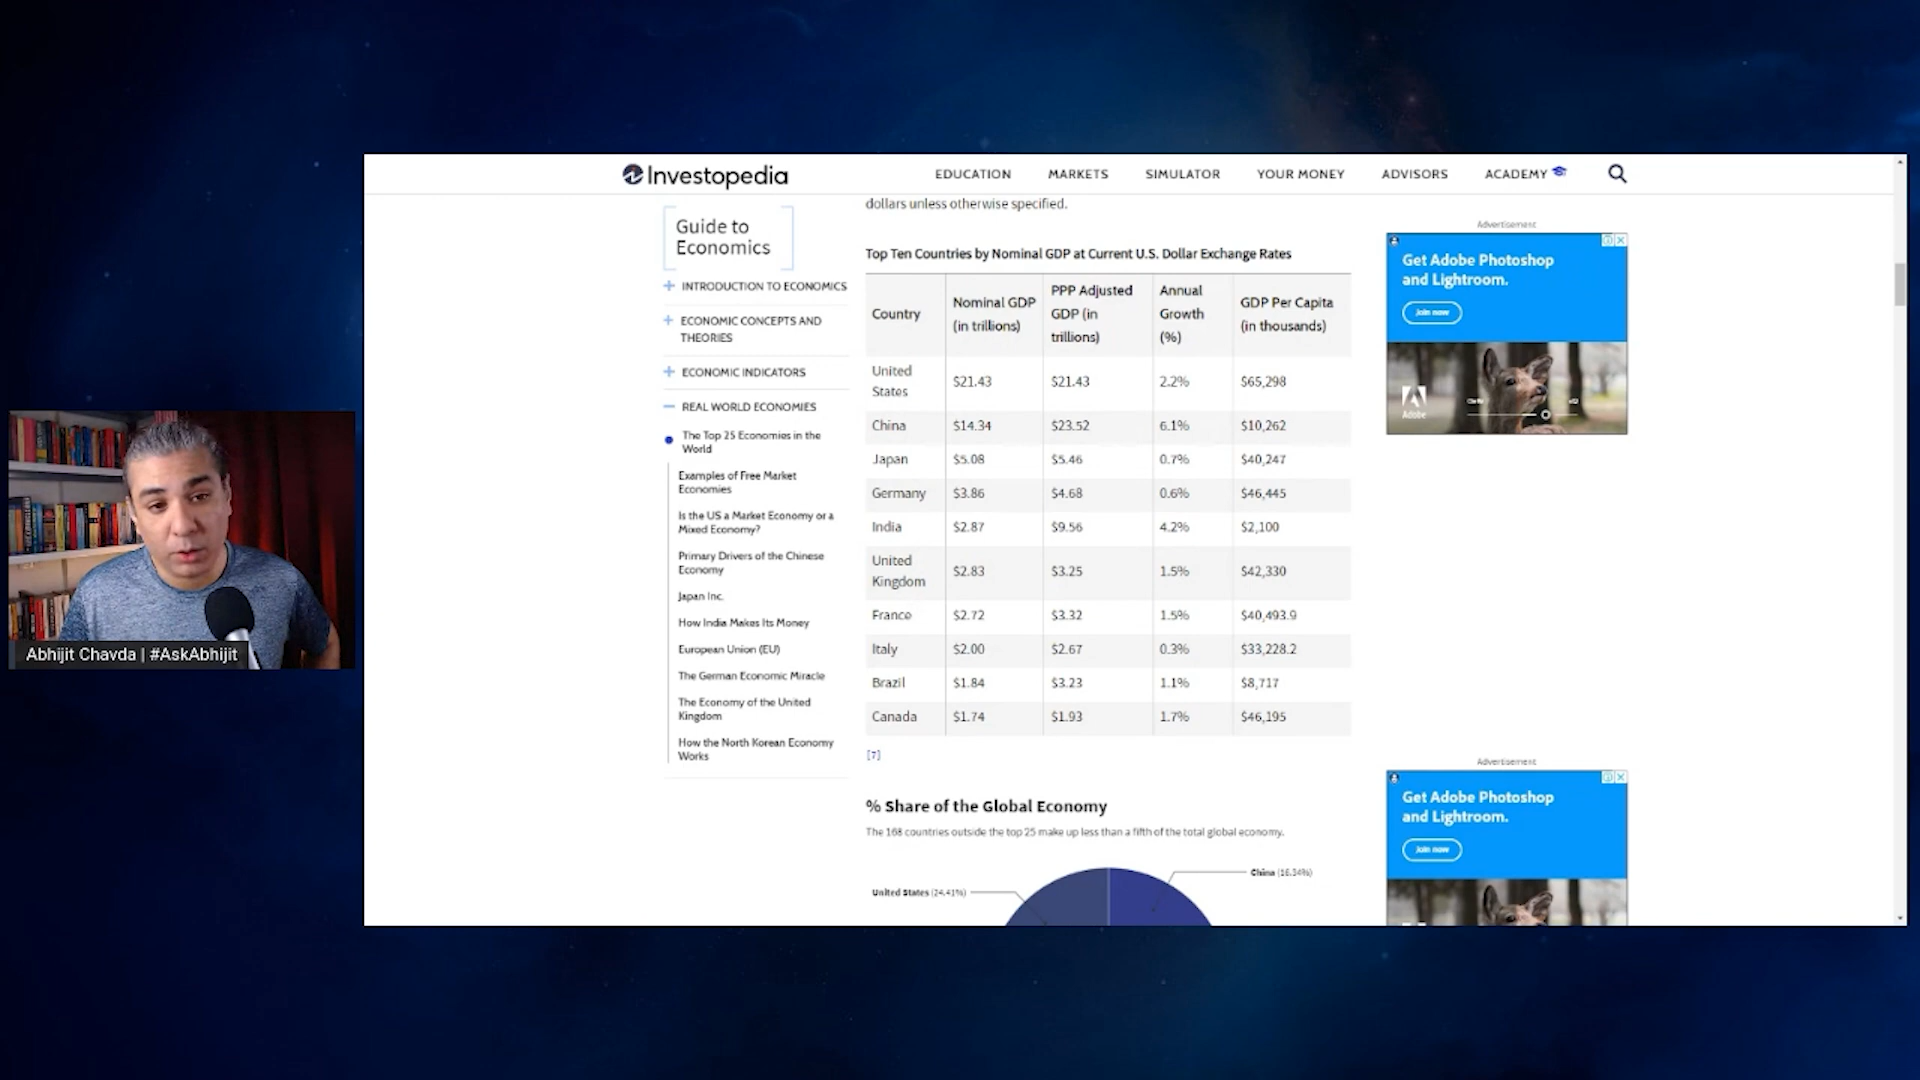 Investopedia
EDUCATION MARKETS SIMULATOR YOUR MONEY ADVISORS ACADEMY
Guide to
Economics
INTRODUCTION TO ECONOMICS
ECONOMIC CONCEPTS AND
THEORIES
ECONOMIC INDICATORS
REAL WORLD ECONOMIES
The Top 25 Economies in the
World
Examples of Free Market
Economies
Is the US a Market Economy or a
Mixed Economy?
Primary Drivers of the Chinese
Economy
Japan Inc.
How India Makes Its Money
European Union (EU)
The German Economic Miracle
The Economy of the United
Kingdom
How the North Korean Economy
Works
dollars unless otherwise specified.
Top Ten Countries by Nominal GDP at Current U.S. Dollar Exchange Rates
Country
Nominal GDP
(in trillions)
PPP Adjusted
GDP (in
trillions)
Annual
Growth
(%)
GDP Per Capita
(in thousands)
United
States
$21.43 $21.43 2.2% $65,298
China $14.34 $23.52 6.1% $10,262
Japan $5.08 $5.46 0.7% $40,247
Germany $3.86 $4.68 0.6% $46,445
India $2.87 $9.56 4.2% $2,100
United
Kingdom
$2.83 $3.25 1.5% $42,330
France $2.72 $3.32 1.5% $40,493.9
Italy $2.00 $2.67 0.3% $33,228.2
Brazil $1.84 $3.23 1.1% $8,717
Canada $1.74 $1.93 1.7% $46,195
[7]
% Share of the Global Economy
The 168 countries outside the top 25 make up less than a fifth of the total global economy.
United States (24.41%)
China (16.34%)
Advertisement
Get Adobe Photoshop
and Lightroom.
Join now
Adobe
Advertisement
Get Adobe Photoshop
and Lightroom.
Join now
Abhijit Chavda | #AskAbhijit